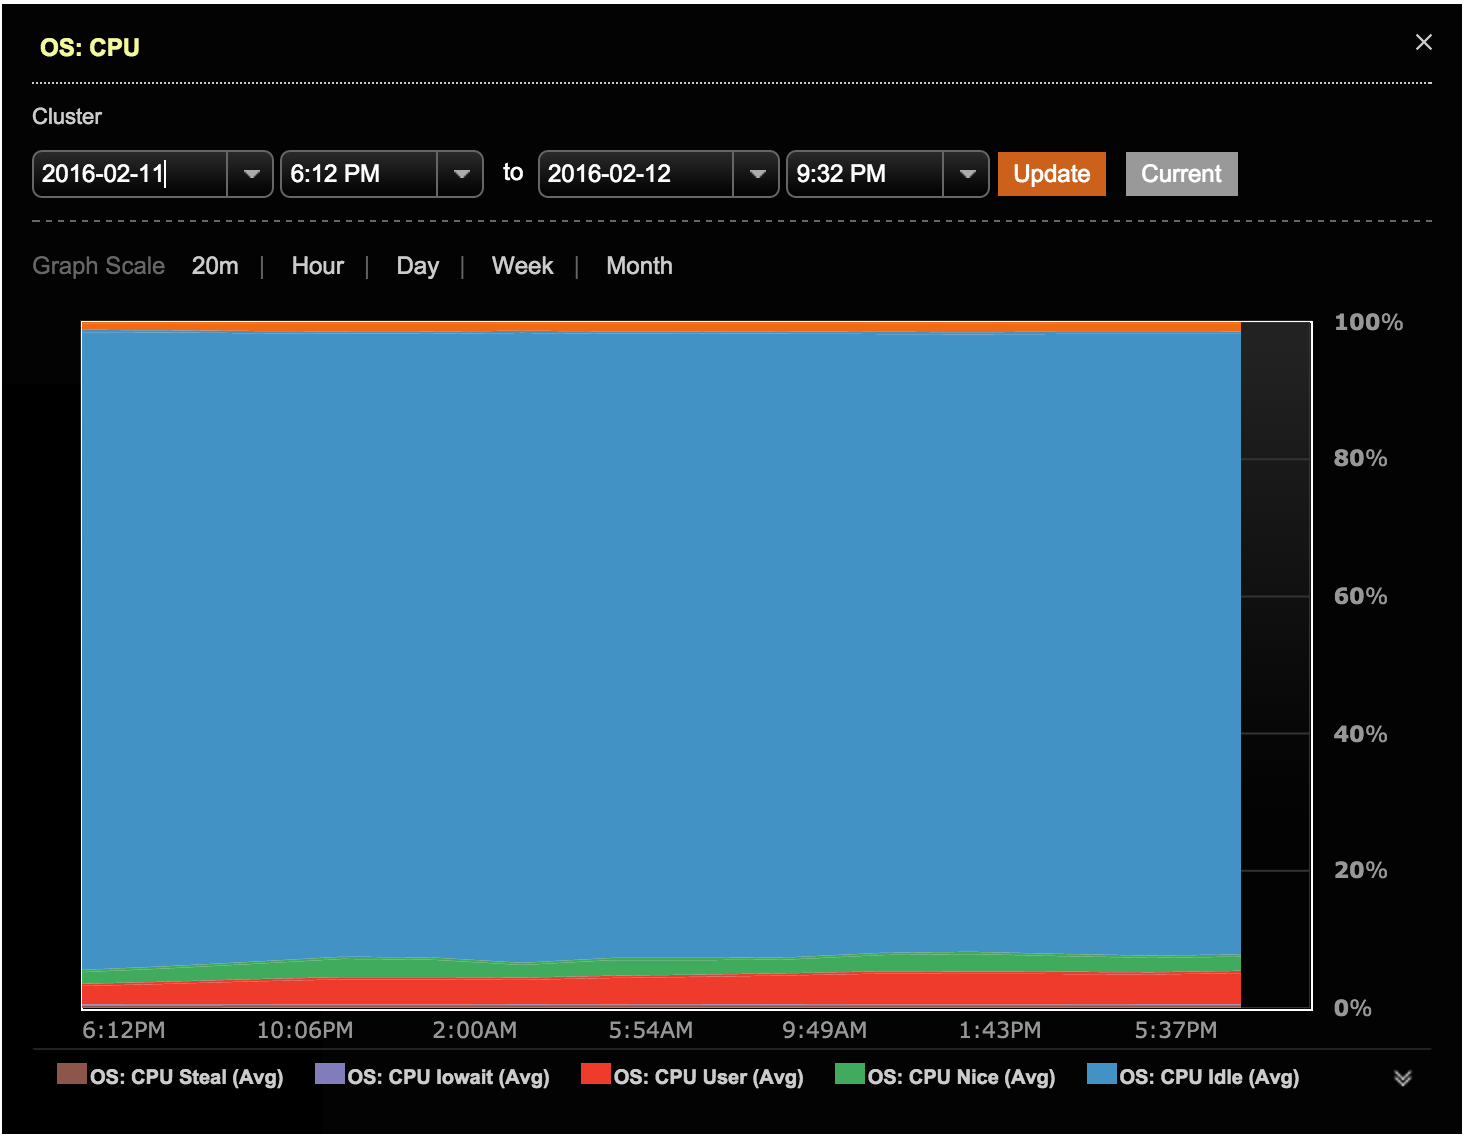 OS: CPU
Cluster
2016-02-11 6:12 PM to 2016-02-12 9:32 PM Update Current
Graph Scale 20m | Hour | Day | Week | Month
100%
80%
60%
40%
20%
0%
6:12PM 10:06PM 2:00AM 5:54AM 9:49AM 1:43PM 5:37PM
OS: CPU Steal (Avg) OS: CPU Iowait (Avg) OS: CPU User (Avg) OS: CPU Nice (Avg) OS: CPU Idle (Avg)